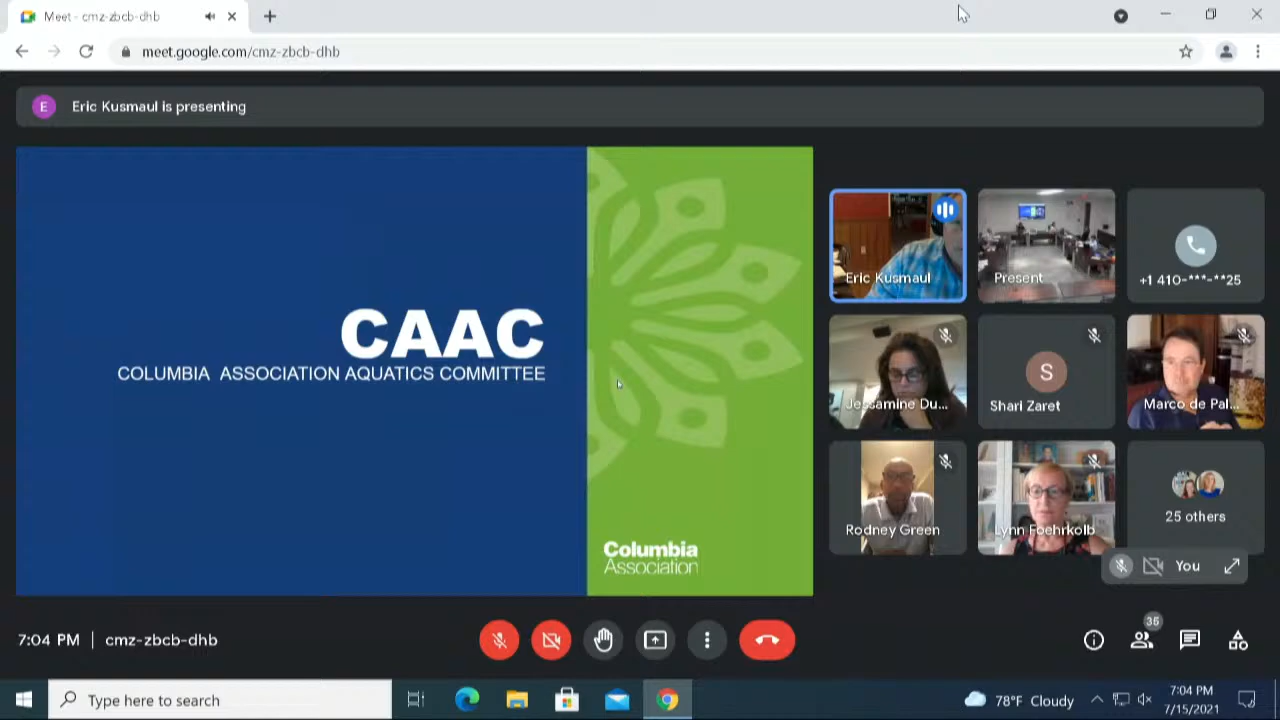 Meet - cmz-zbcb-dhb
meet.google.com/cmz-zbcb-dhb
E
Eric Kusmaul is presenting
CAAC
COLUMBIA ASSOCIATION AQUATICS COMMITTEE
Columbia
Association
Eric Kusmaul
Present
+1 410-***-**25
Jessamine Du...
S
Shari Zaret
Marco de Pal...
Rodney Green
Lynn Foehrkolb
25 others
You
7:04 PM | cmz-zbcb-dhb
35
Type here to search
78°F Cloudy
7:04 PM
7/15/2021